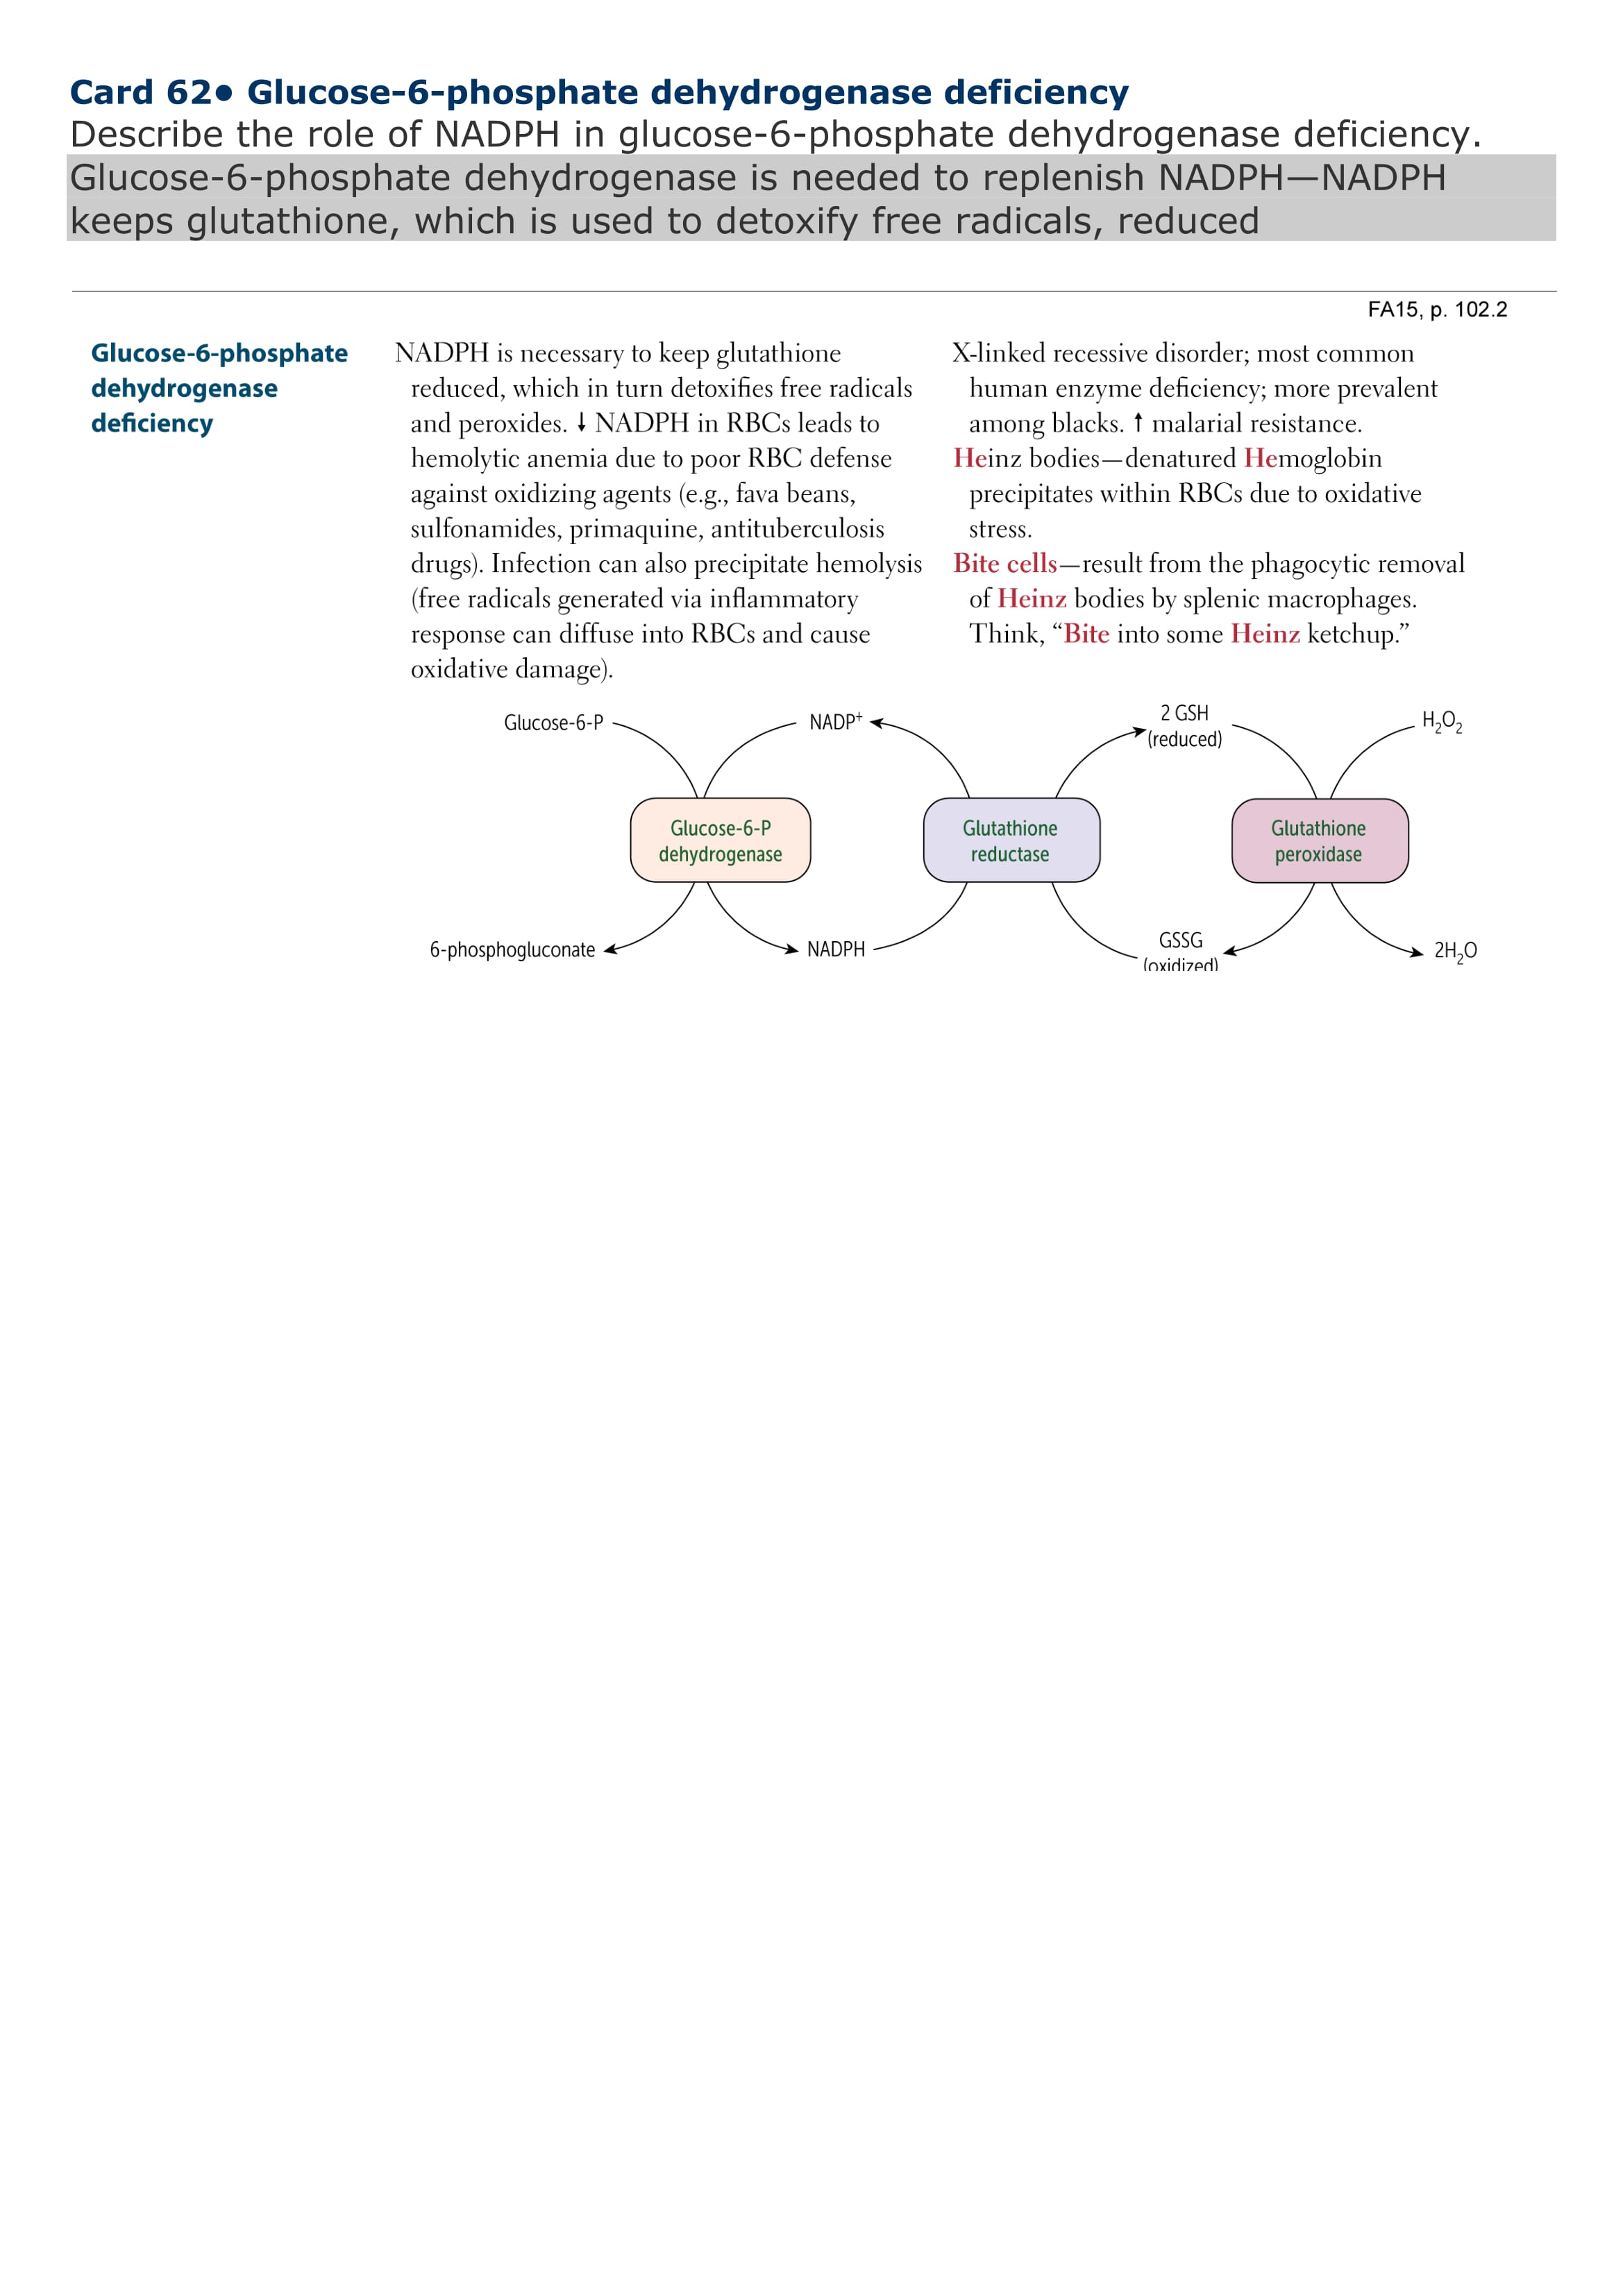 Card 62● Glucose-6-phosphate dehydrogenase deficiency
Describe the role of NADPH in glucose-6-phosphate dehydrogenase deficiency.
Glucose-6-phosphate dehydrogenase is needed to replenish NADPH—NADPH
keeps glutathione, which is used to detoxify free radicals, reduced
FA15, p. 102.2
Glucose-6-phosphate
dehydrogenase
deficiency
NADPH is necessary to keep glutathione
reduced, which in turn detoxifies free radicals
and peroxides. ↓ NADPH in RBCs leads to
hemolytic anemia due to poor RBC defense
against oxidizing agents (e.g., fava beans,
sulfonamides, primaquine, antituberculosis
drugs). Infection can also precipitate hemolysis
(free radicals generated via inflammatory
response can diffuse into RBCs and cause
oxidative damage).
X-linked recessive disorder; most common
human enzyme deficiency; more prevalent
among blacks. ↑ malarial resistance.
Heinz bodies—denatured Hemoglobin
precipitates within RBCs due to oxidative
stress.
Bite cells—result from the phagocytic removal
of Heinz bodies by splenic macrophages.
Think, “Bite into some Heinz ketchup.”
Glucose-6-P
NADP⁺
2 GSH
(reduced)
H₂O₂
Glucose-6-P
dehydrogenase
Glutathione
reductase
Glutathione
peroxidase
6-phosphogluconate
NADPH
GSSG
(oxidized)
2H₂O